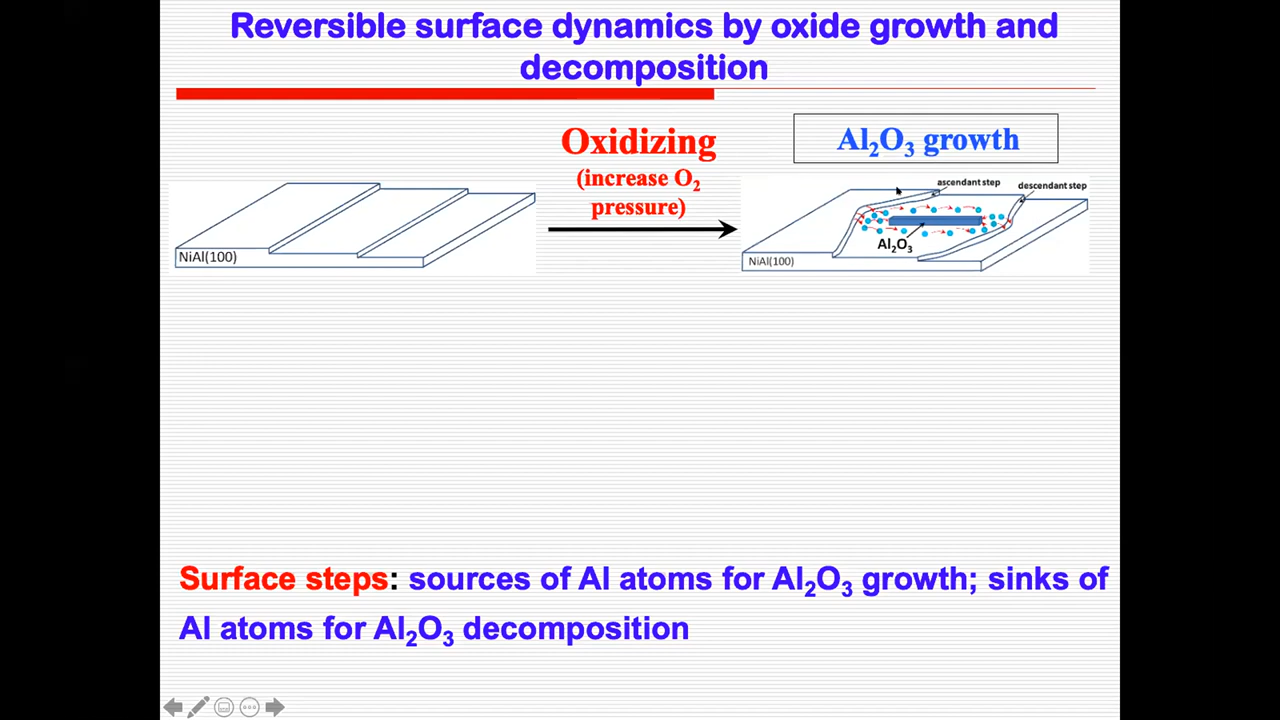 Reversible surface dynamics by oxide growth and
decomposition
Oxidizing
(increase O₂
pressure)
Al₂O₃ growth
NiAl(100)
ascendant step
descendant step
Al₂O₃
NiAl(100)
Surface steps: sources of Al atoms for Al₂O₃ growth; sinks of
Al atoms for Al₂O₃ decomposition